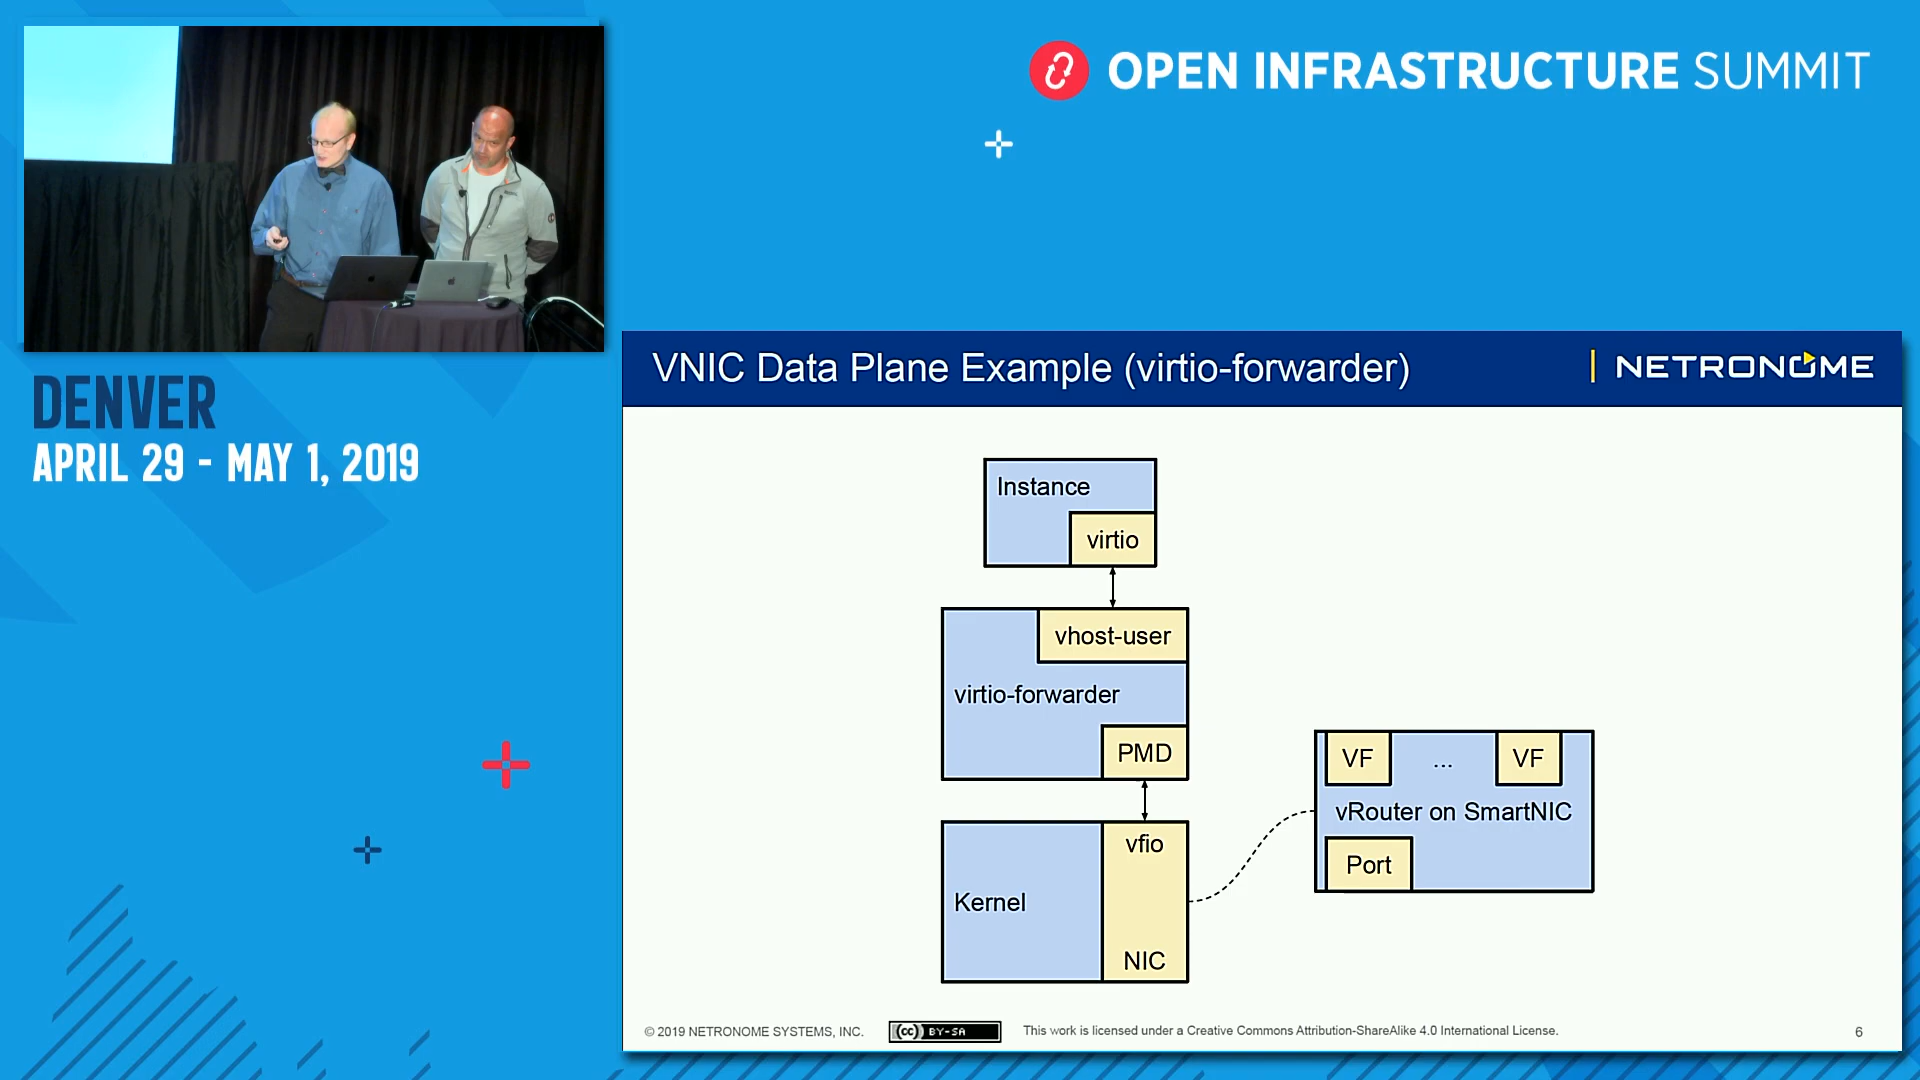 OPEN INFRASTRUCTURE SUMMIT
DENVER
APRIL 29 - MAY 1, 2019
VNIC Data Plane Example (virtio-forwarder)
NETRONOME
Instance
virtio
vhost-user
virtio-forwarder
PMD
vfio
Kernel
NIC
VF
...
VF
vRouter on SmartNIC
Port
© 2019 NETRONOME SYSTEMS, INC.
(cc) BY-SA
This work is licensed under a Creative Commons Attribution-ShareAlike 4.0 International License.
6